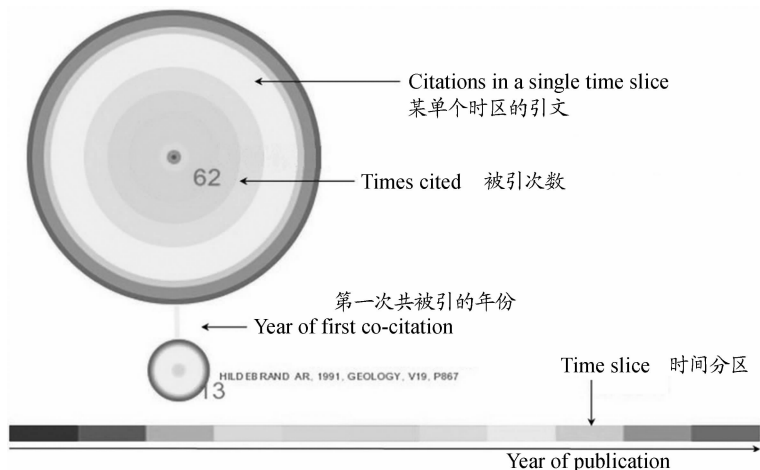 Citations in a single time slice
某单个时区的引文
62
Times cited 被引次数
第一次共被引的年份
Year of first co-citation
Time slice 时间分区
HILDEBRAND AR, 1991, GEOLOGY, V19, P867
13
Year of publication